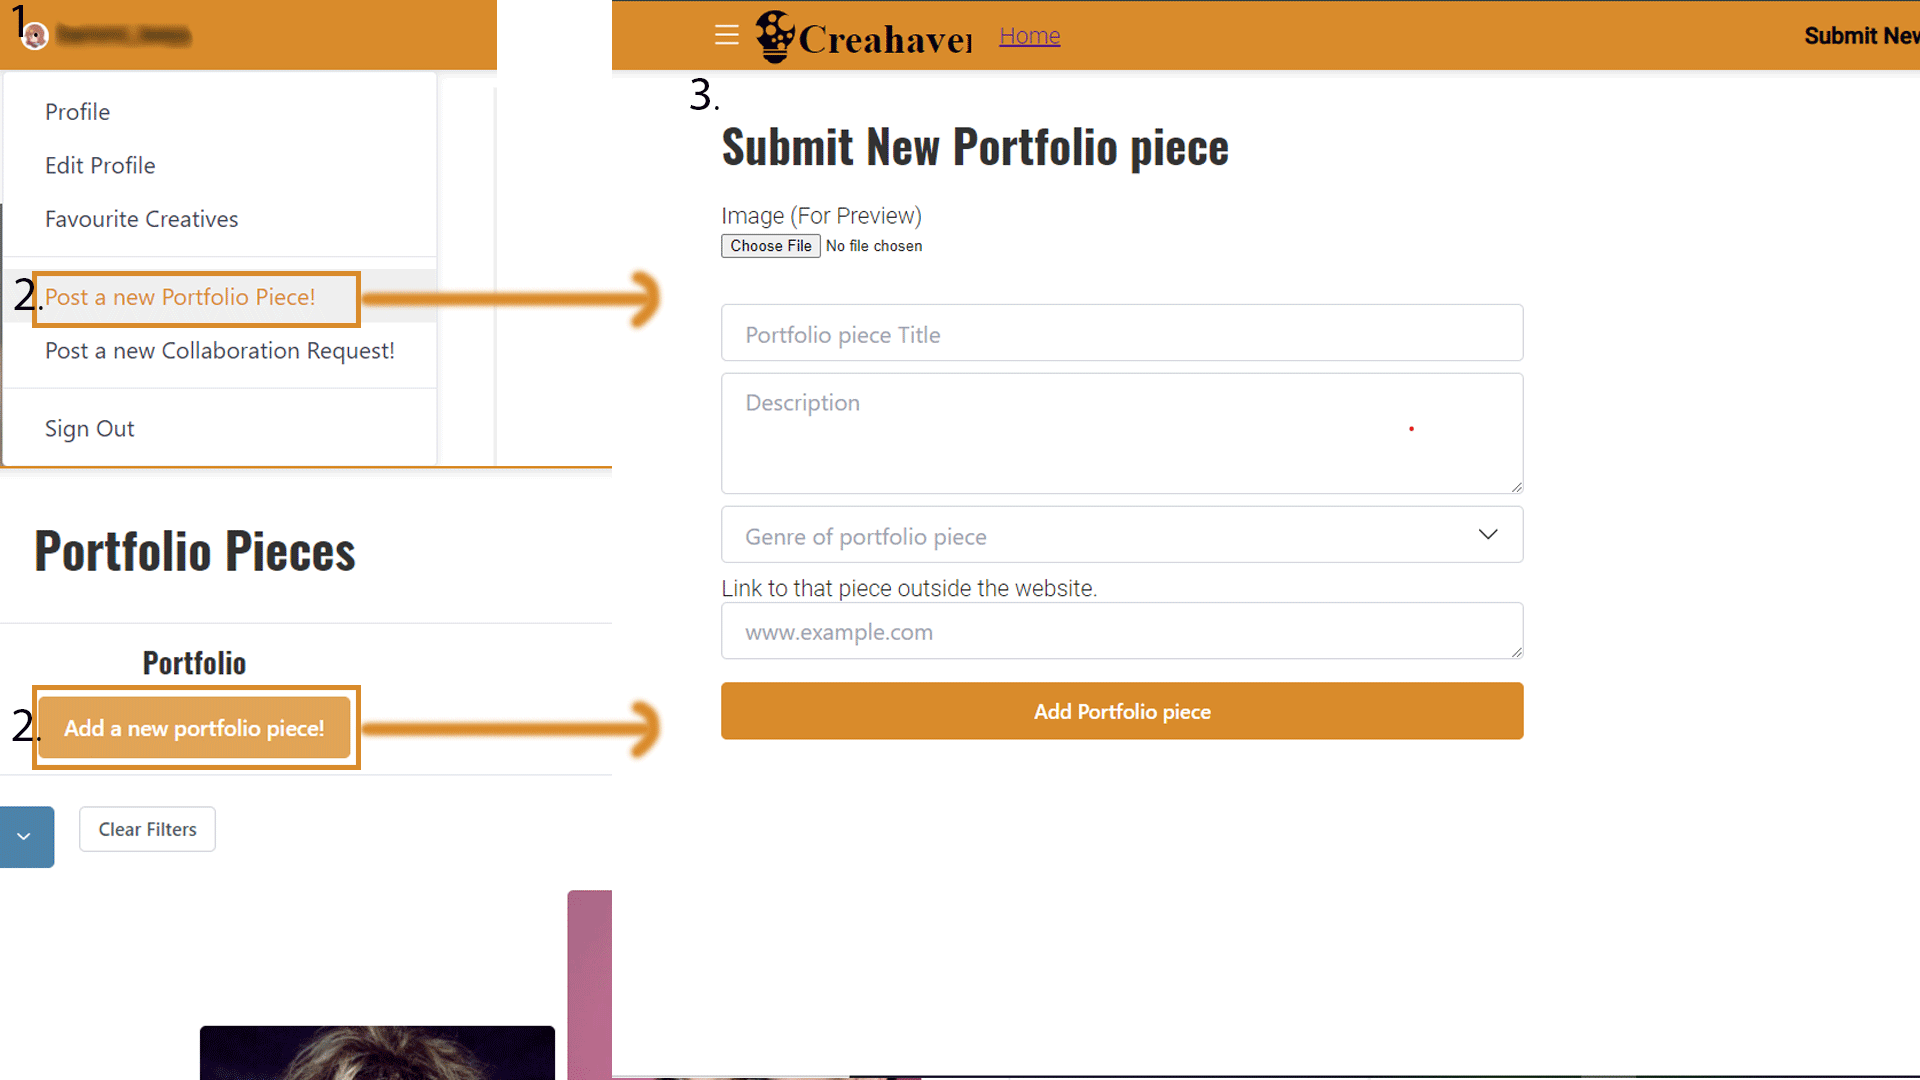 1.
Profile
Edit Profile
Favourite Creatives
2.
Post a new Portfolio Piece!
Post a new Collaboration Request!
Sign Out
Portfolio Pieces
Portfolio
2.
Add a new portfolio piece!
Clear Filters
Creahaven
Home
Submit New
3.
Submit New Portfolio piece
Image (For Preview)
Choose File No file chosen
Portfolio piece Title
Description
Genre of portfolio piece
Link to that piece outside the website.
www.example.com
Add Portfolio piece